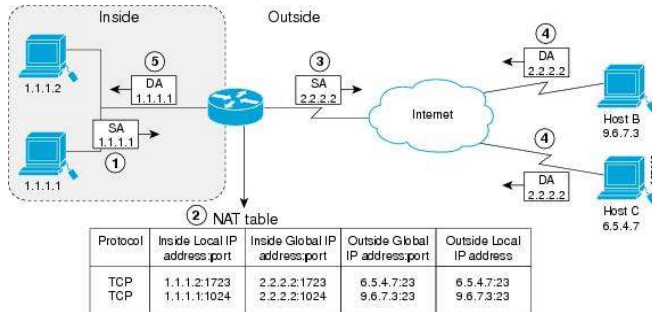 Inside
Outside
5
DA
1.1.1.1
1.1.1.2
SA
1.1.1.1
1
1.1.1.1
3
SA
2.2.2.2
Internet
4
DA
2.2.2.2
Host B
9.6.7.3
4
DA
2.2.2.2
Host C
6.5.4.7
2 NAT table
Protocol Inside Local IP address:port Inside Global IP address:port Outside Global IP address:port Outside Local IP address
TCP 1.1.1.2:1723 2.2.2.2:1723 6.5.4.7:23 6.5.4.7:23
TCP 1.1.1.1:1024 2.2.2.2:1024 9.6.7.3:23 9.6.7.3:23